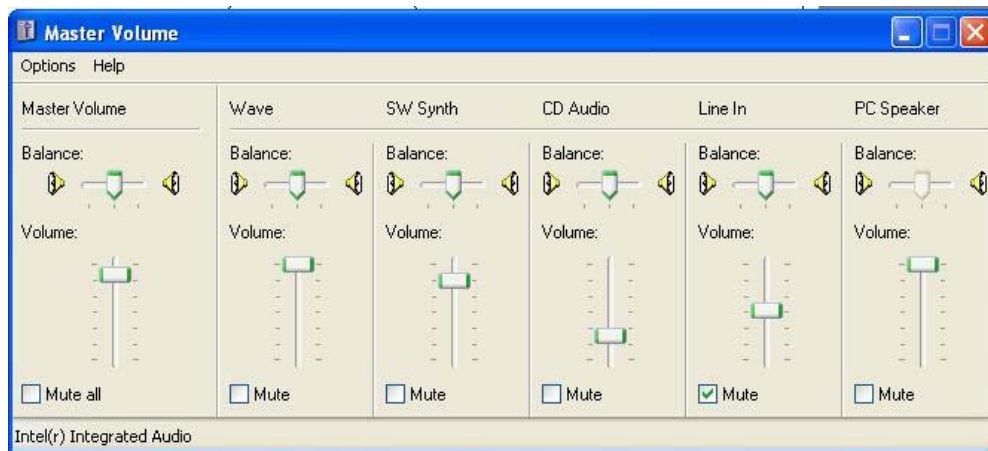 Master Volume
Options Help
Master Volume Wave SW Synth CD Audio Line In PC Speaker
Balance: Balance: Balance: Balance: Balance: Balance:
Volume: Volume: Volume: Volume: Volume: Volume:
Mute all Mute Mute Mute Mute Mute
Intel(r) Integrated Audio